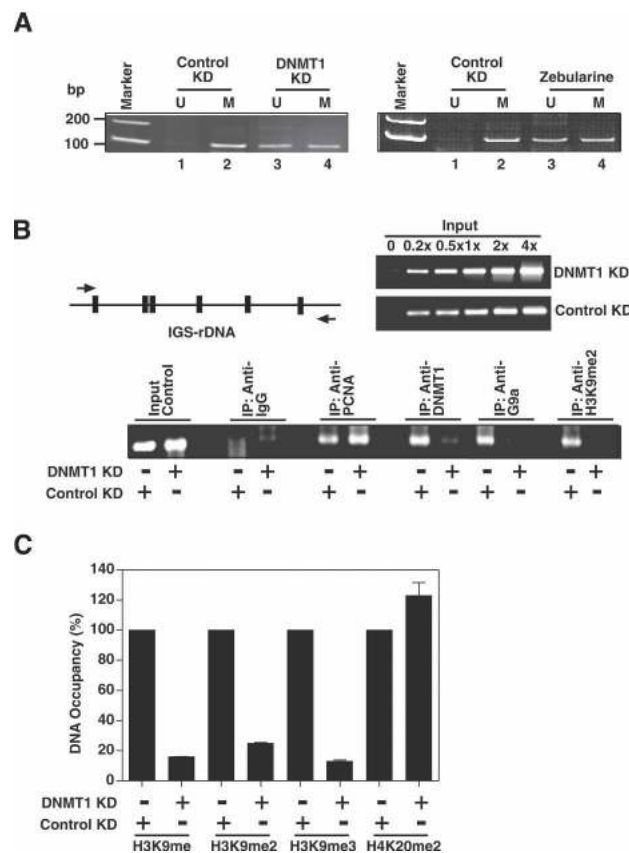 A
bp
Marker
Control KD
DNMT1 KD
U M U M
200
100
1 2 3 4
Marker
Control KD
Zebularine
U M U M
1 2 3 4
B
IGS-rDNA
Input
0 0.2x 0.5x1x 2x 4x
DNMT1 KD
Control KD
Input Control
IP: Anti-IgG
IP: Anti-PCNA
IP: Anti-DNMT1
IP: Anti-G9a
IP: Anti-H3K9me2
DNMT1 KD - + - + - + - + - + - +
Control KD + - + - + - + - + - + -
C
DNA Occupancy (%)
140
120
100
80
60
40
20
0
DNMT1 KD - + - + - + - +
Control KD + - + - + - + -
H3K9me H3K9me2 H3K9me3 H4K20me2